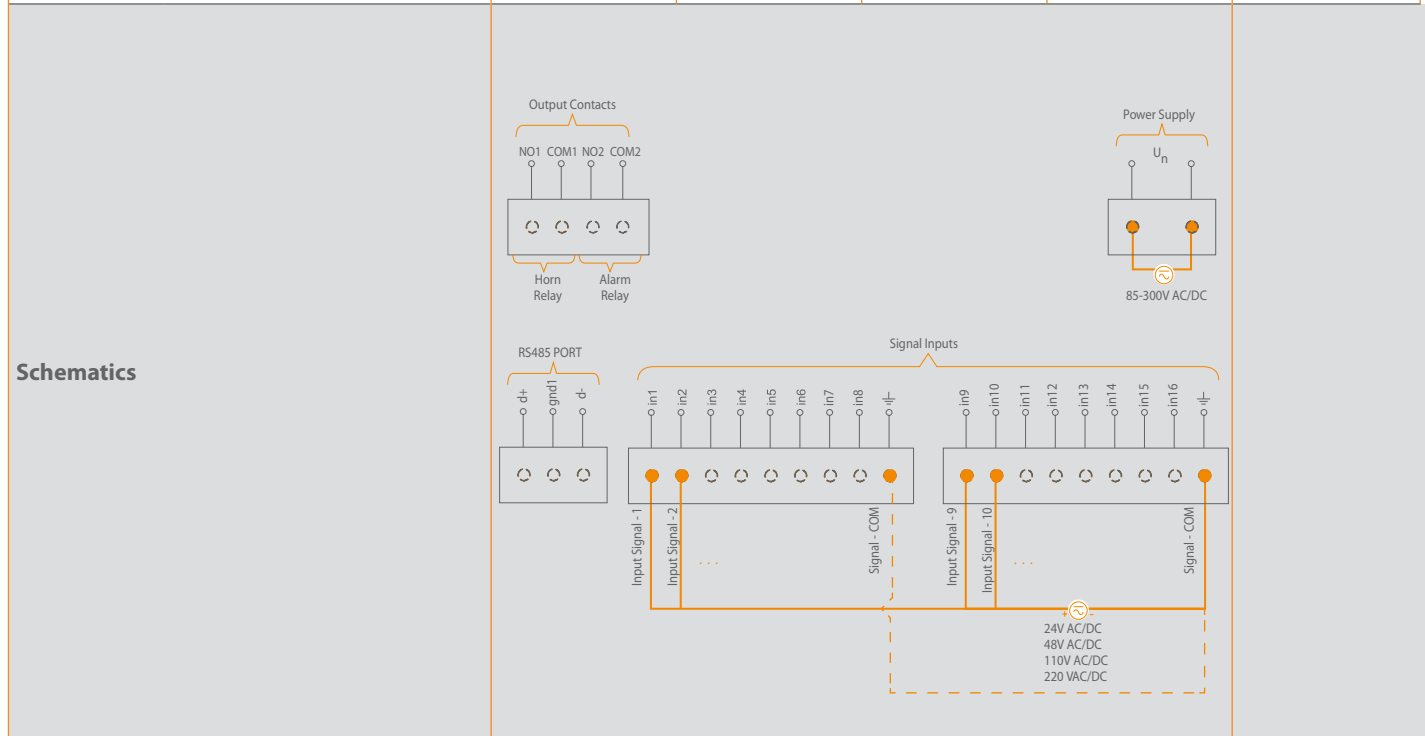 Schematics
Output Contacts
NO1 COM1 NO2 COM2
Horn
Relay
Alarm
Relay
Power Supply
Un
85-300V AC/DC
RS485 PORT
d+
gnd1
d-
Signal Inputs
in1
in2
in3
in4
in5
in6
in7
in8
in9
in10
in11
in12
in13
in14
in15
in16
Input Signal - 1
Input Signal - 2
. . .
Signal - COM
Input Signal - 9
Input Signal - 10
. . .
Signal - COM
+ -
24V AC/DC
48V AC/DC
110V AC/DC
220 VAC/DC